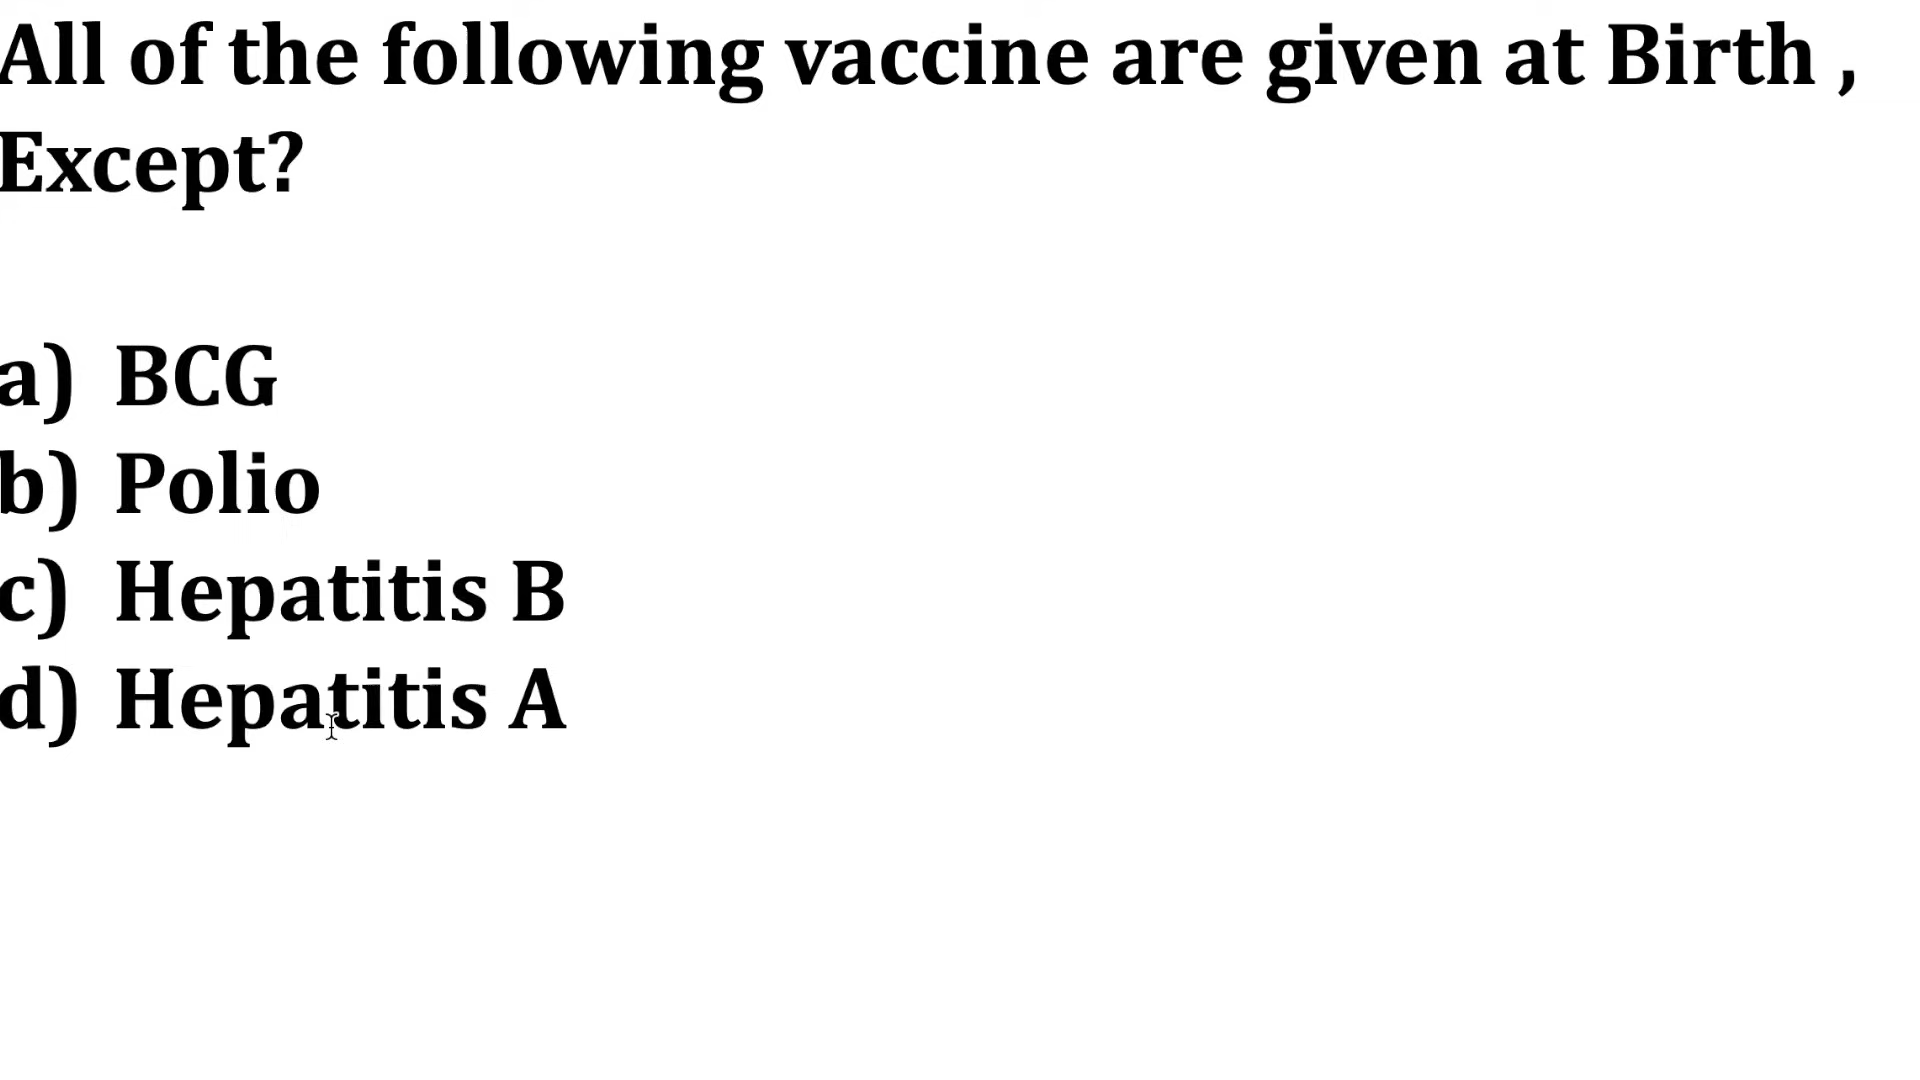 All of the following vaccine are given at Birth ,
Except?
a) BCG
b) Polio
c) Hepatitis B
d) Hepatitis A